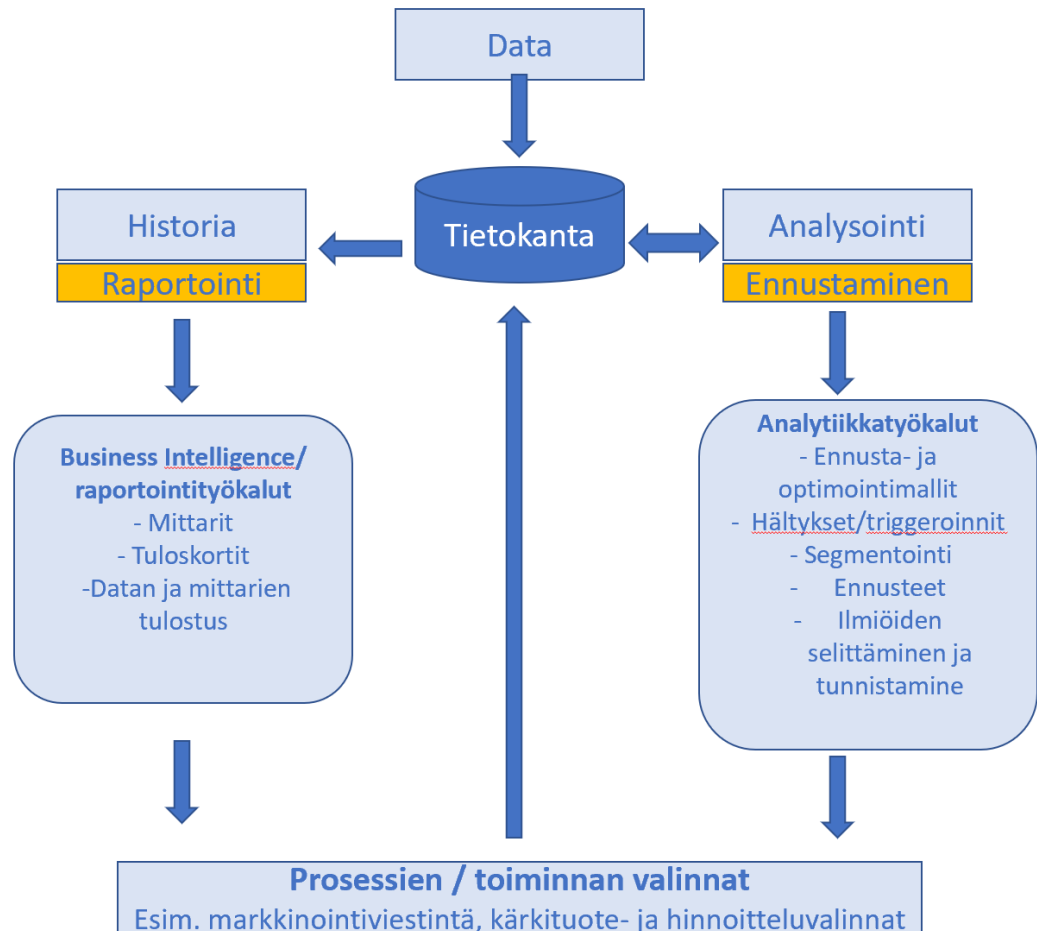 Data
Tietokanta
Historia
Raportointi
Analysointi
Ennustaminen
Business Intelligence/
raportointityökalut
- Mittarit
- Tuloskortit
-Datan ja mittarien
tulostus
Analytiikkatyökalut
- Ennusta- ja
optimointimallit
- Hältykset/triggeroinnit
- Segmentointi
- Ennusteet
- Ilmiöiden
selittäminen ja
tunnistamine
Prosessien / toiminnan valinnat
Esim. markkinointiviestintä, kärkituote- ja hinnoitteluvalinnat